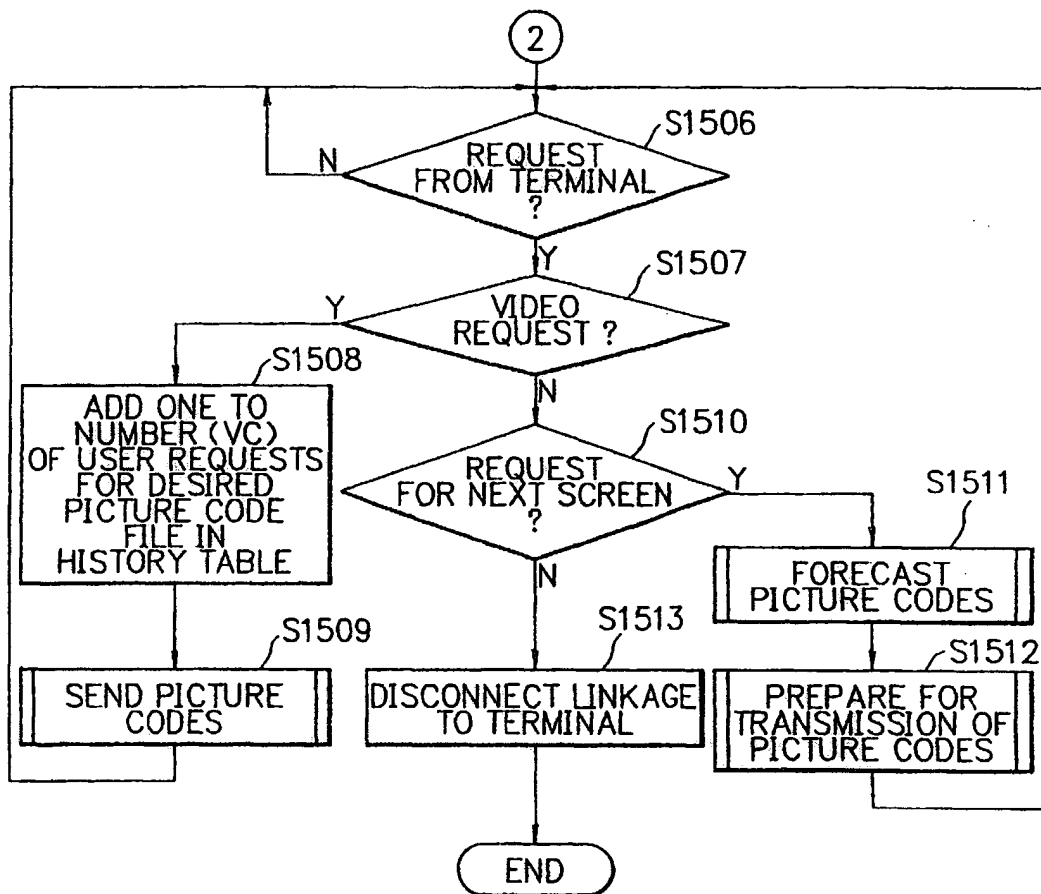 2
S1506
REQUEST
FROM TERMINAL
?
N
Y
S1507
VIDEO
REQUEST ?
Y
N
S1508
ADD ONE TO
NUMBER (VC)
OF USER REQUESTS
FOR DESIRED
PICTURE CODE
FILE IN
HISTORY TABLE
S1510
REQUEST
FOR NEXT SCREEN
?
Y
N
S1511
FORECAST
PICTURE CODES
S1509
SEND PICTURE
CODES
S1513
DISCONNECT LINKAGE
TO TERMINAL
S1512
PREPARE FOR
TRANSMISSION OF
PICTURE CODES
END